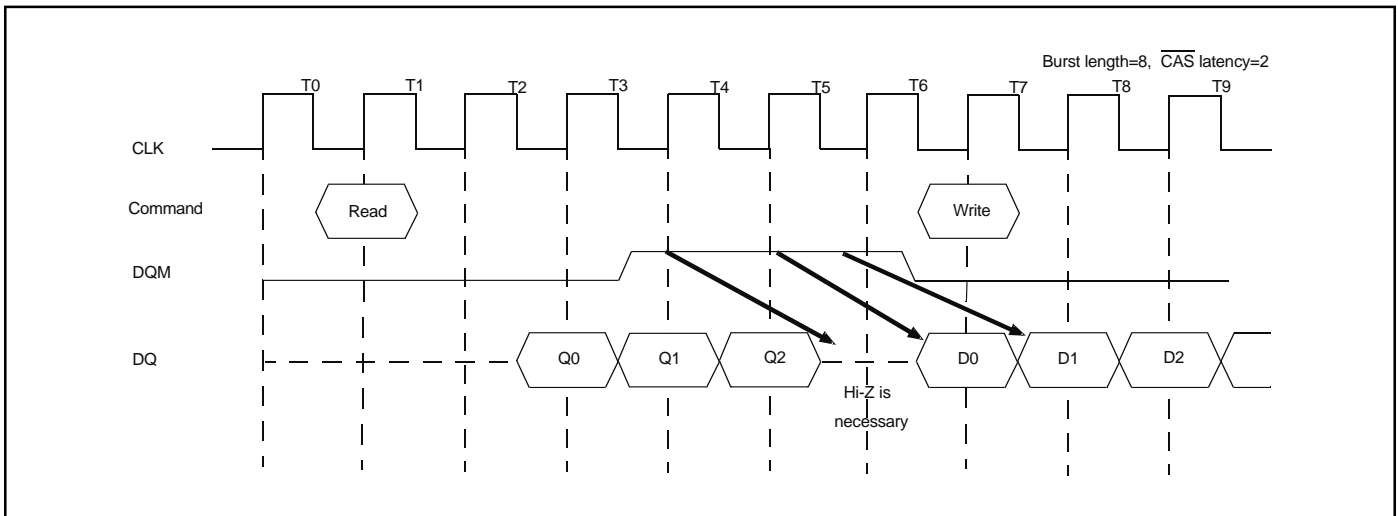 Burst length=8, CAS latency=2
T0 T1 T2 T3 T4 T5 T6 T7 T8 T9
CLK
Command Read Write
DQM
DQ Q0 Q1 Q2 D0 D1 D2
Hi-Z is
necessary